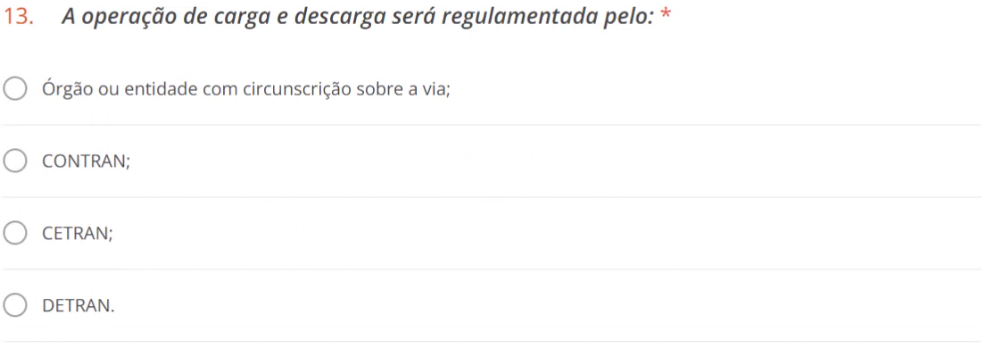 13. A operação de carga e descarga será regulamentada pelo: *
Órgão ou entidade com circunscrição sobre a via;
CONTRAN;
CETRAN;
DETRAN.